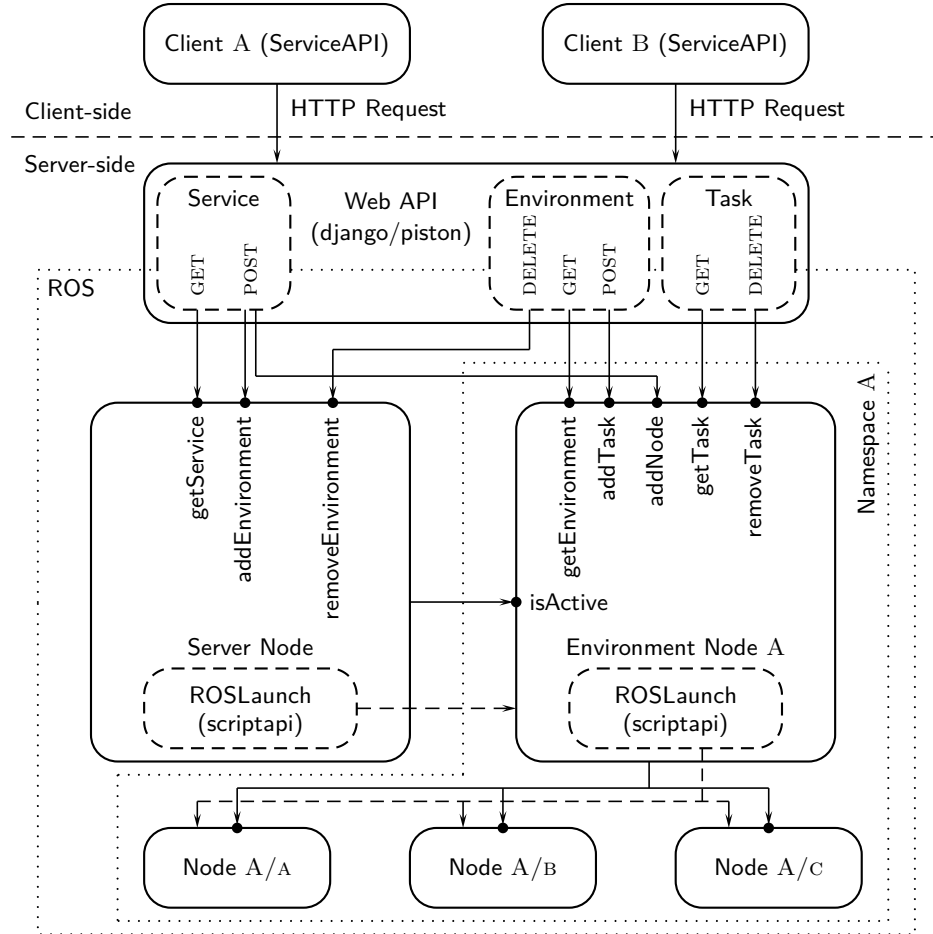 Client A (ServiceAPI)
Client B (ServiceAPI)
Client-side
HTTP Request
HTTP Request
Server-side
Service
Web API
(django/piston)
Environment
Task
GET
POST
DELETE
GET
POST
GET
DELETE
ROS
Namespace A
getService
addEnvironment
removeEnvironment
getEnvironment
addTask
addNode
getTask
removeTask
isActive
Server Node
Environment Node A
ROSLaunch
(scriptapi)
ROSLaunch
(scriptapi)
Node A/A
Node A/B
Node A/C